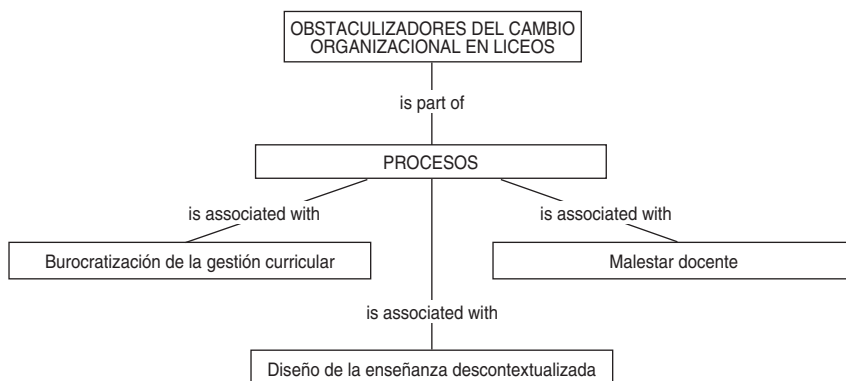 OBSTACULIZADORES DEL CAMBIO
ORGANIZACIONAL EN LICEOS
is part of
PROCESOS
is associated with
is associated with
Burocratización de la gestión curricular
Malestar docente
is associated with
Diseño de la enseñanza descontextualizada